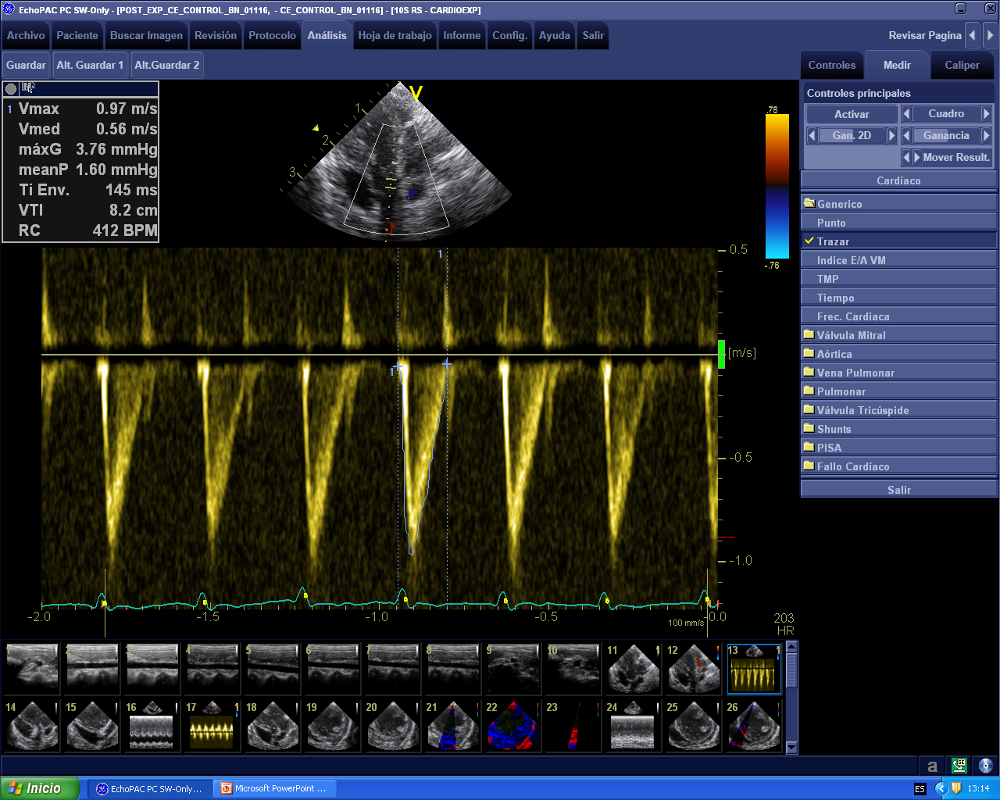 EchoPAC PC SW-Only - [POST_EXP_CE_CONTROL_BN_01116, - CE_CONTROL_BN_01116] - [10S RS - CARDIOEXP]
Archivo Paciente Buscar Imagen Revisión Protocolo Análisis Hoja de trabajo Informe Config. Ayuda Salir
Revisar Pagina
Guardar Alt. Guardar 1 Alt.Guardar 2
Controles Medir Caliper
1 Vmax 0.97 m/s
Vmed 0.56 m/s
máxG 3.76 mmHg
meanP 1.60 mmHg
Ti Env. 145 ms
VTI 8.2 cm
RC 412 BPM
V
1
2
3
.76
-.76
Controles principales
Activar Cuadro
Gan. 2D Ganancia
Mover Result.
Cardíaco
Generico
Punto
Trazar
Indice E/A VM
TMP
Tiempo
Frec. Cardiaca
Válvula Mitral
Aórtica
Vena Pulmonar
Pulmonar
Válvula Tricúspide
Shunts
PISA
Fallo Cardíaco
Salir
1
0.5
[m/s]
1
-0.5
-1.0
-2.0 -1.5 -1.0 -0.5 -0.0
100 mm/s
203
HR
1 2 3 4 5 6 7 8 9 10 11 12 13
14 15 16 17 18 19 20 21 22 23 24 25 26
a
Inicio EchoPAC PC SW-Only... Microsoft PowerPoint ... ES 13:14